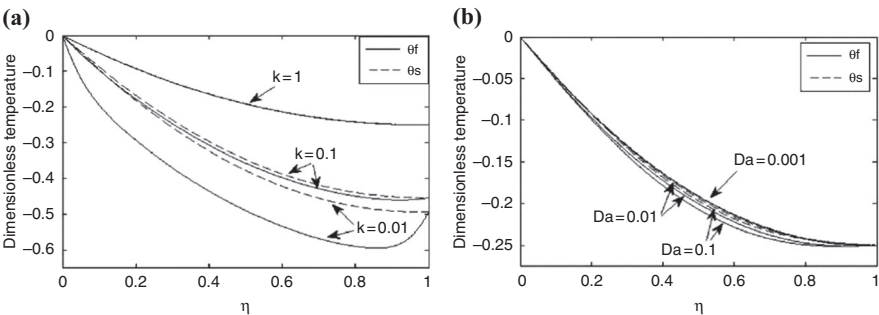 (a)
0
−0.1
−0.2
−0.3
−0.4
−0.5
−0.6
Dimensionless temperature
θf
θs
k=1
k=0.1
k=0.01
0 0.2 0.4 0.6 0.8 1
η
(b)
0
−0.05
−0.1
−0.15
−0.2
−0.25
Dimensionless temperature
θf
θs
Da=0.001
Da=0.01
Da=0.1
0 0.2 0.4 0.6 0.8 1
η